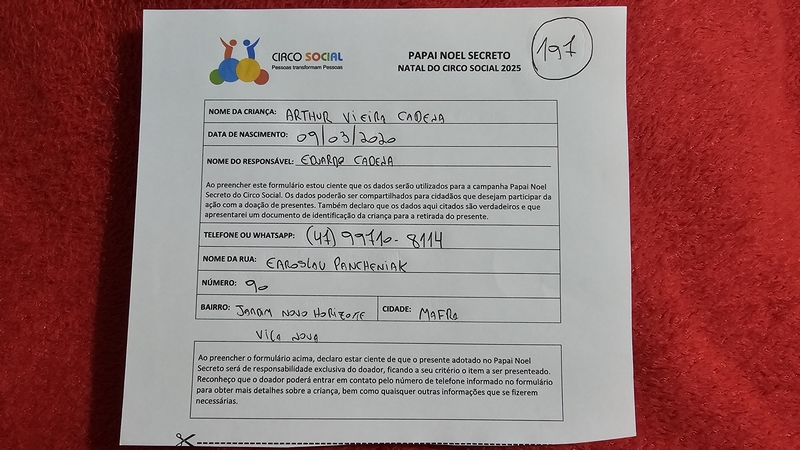 CIRCO SOCIAL
Pessoas transformam Pessoas
PAPAI NOEL SECRETO
NATAL DO CIRCO SOCIAL 2025
197
NOME DA CRIANÇA: ARTHUR VIEIRA CADENA
DATA DE NASCIMENTO: 09/03/2020
NOME DO RESPONSÁVEL: EDUARDO CADENA
Ao preencher este formulário estou ciente que os dados serão utilizados para a campanha Papai Noel
Secreto do Circo Social. Os dados poderão ser compartilhados para cidadãos que desejam participar da
ação com a doação de presentes. Também declaro que os dados aqui citados são verdadeiros e que
apresentarei um documento de identificação da criança para a retirada do presente.
TELEFONE OU WHATSAPP: (47) 99710-8114
NOME DA RUA: EAROSLAU PANCHENIAK
NÚMERO: 90
BAIRRO: JARDIM NOVO HORIZONTE CIDADE: MAFRA
VILA NOVA
Ao preencher o formulário acima, declaro estar ciente de que o presente adotado no Papai Noel
Secreto será de responsabilidade exclusiva do doador, ficando a seu critério o item a ser presenteado.
Reconheço que o doador poderá entrar em contato pelo número de telefone informado no formulário
para obter mais detalhes sobre a criança, bem como quaisquer outras informações que se fizerem
necessárias.